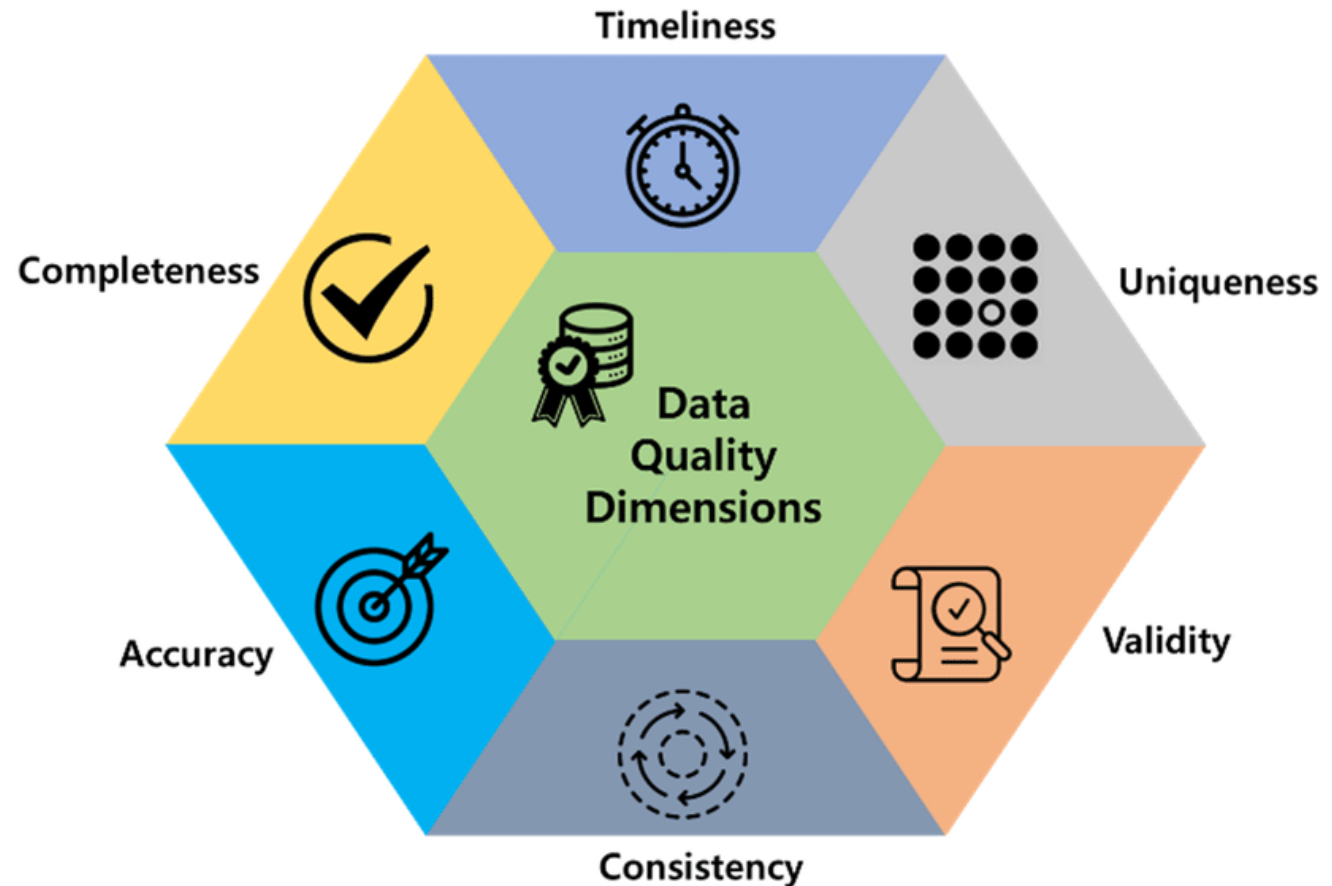 Timeliness
Completeness
Uniqueness
Data
Quality
Dimensions
Accuracy
Validity
Consistency